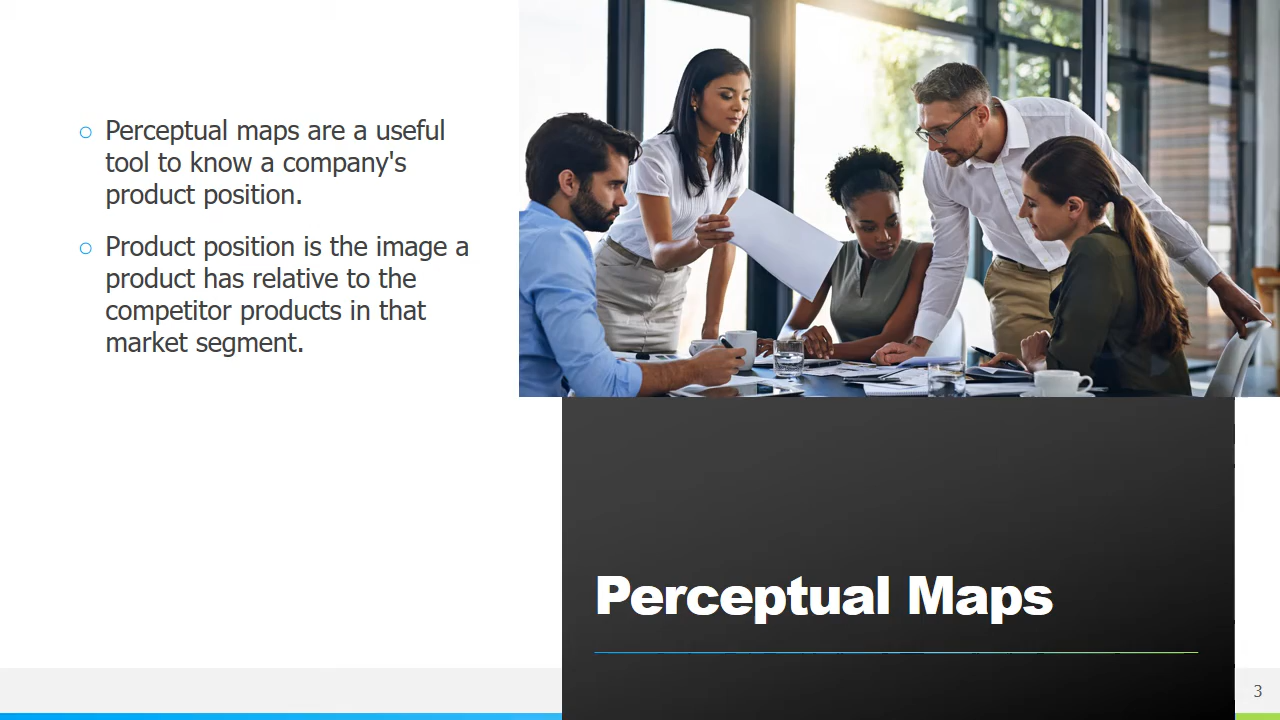 ○ Perceptual maps are a useful
tool to know a company's
product position.
○ Product position is the image a
product has relative to the
competitor products in that
market segment.
Perceptual Maps
3